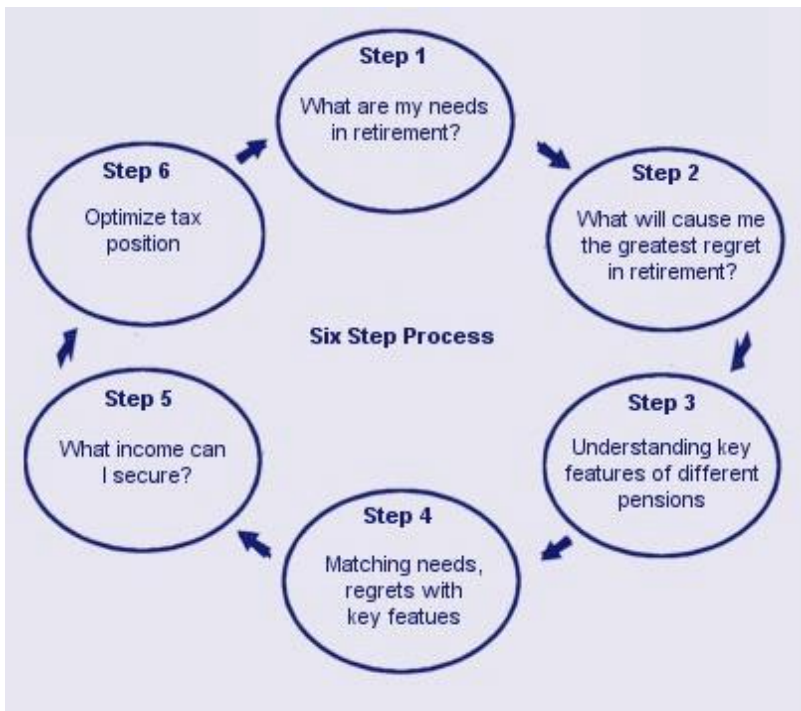 Step 1
What are my needs
in retirement?
Step 2
What will cause me
the greatest regret
in retirement?
Step 3
Understanding key
features of different
pensions
Step 4
Matching needs,
regrets with
key featues
Step 5
What income can
I secure?
Step 6
Optimize tax
position
Six Step Process